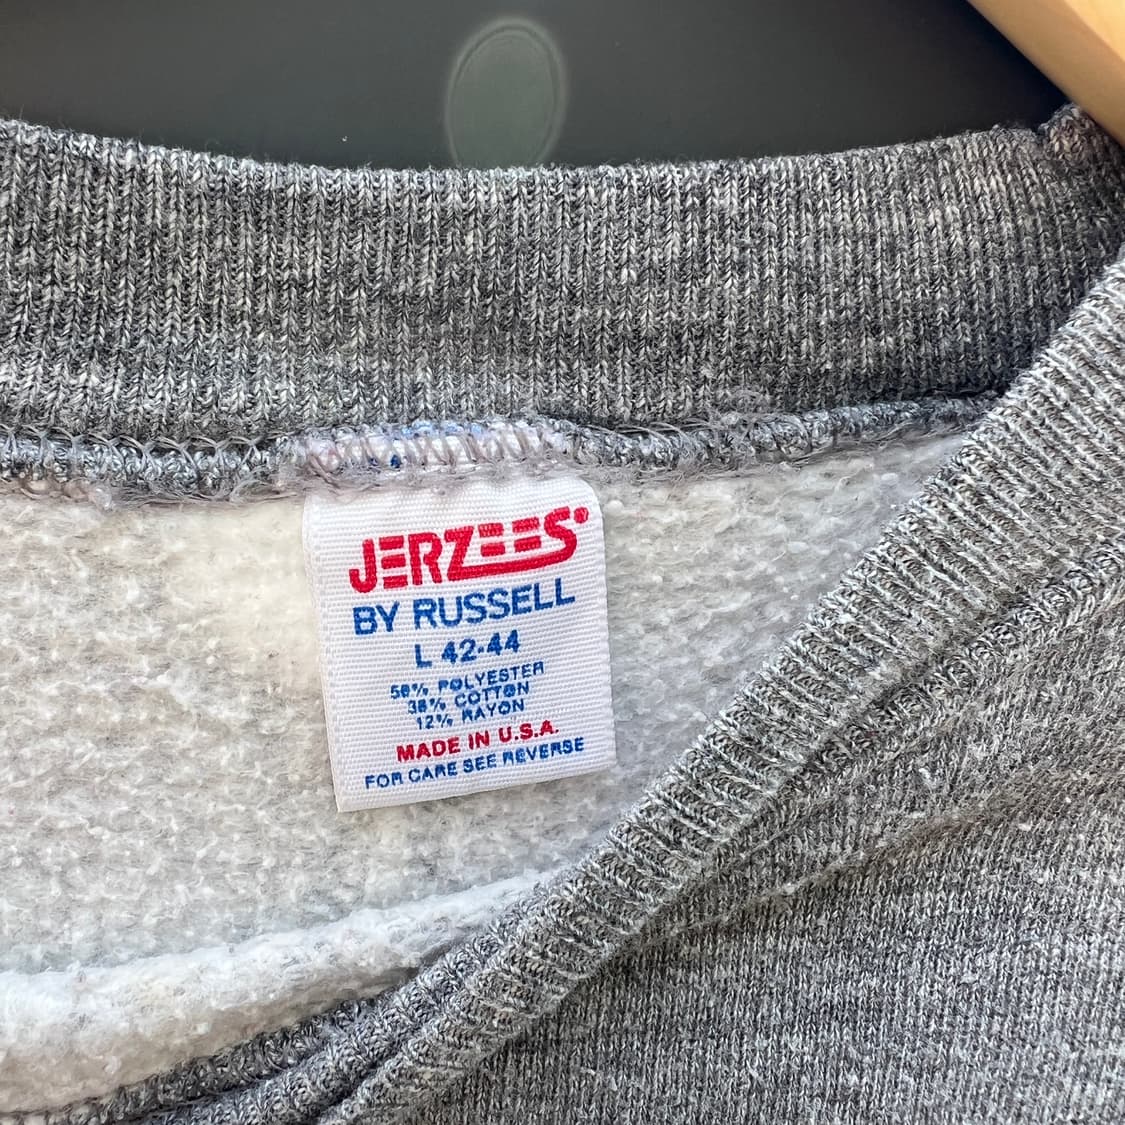 JERZEES
BY RUSSELL
L 42-44
50% POLYESTER
38% COTTON
12% RAYON
MADE IN U.S.A.
FOR CARE SEE REVERSE